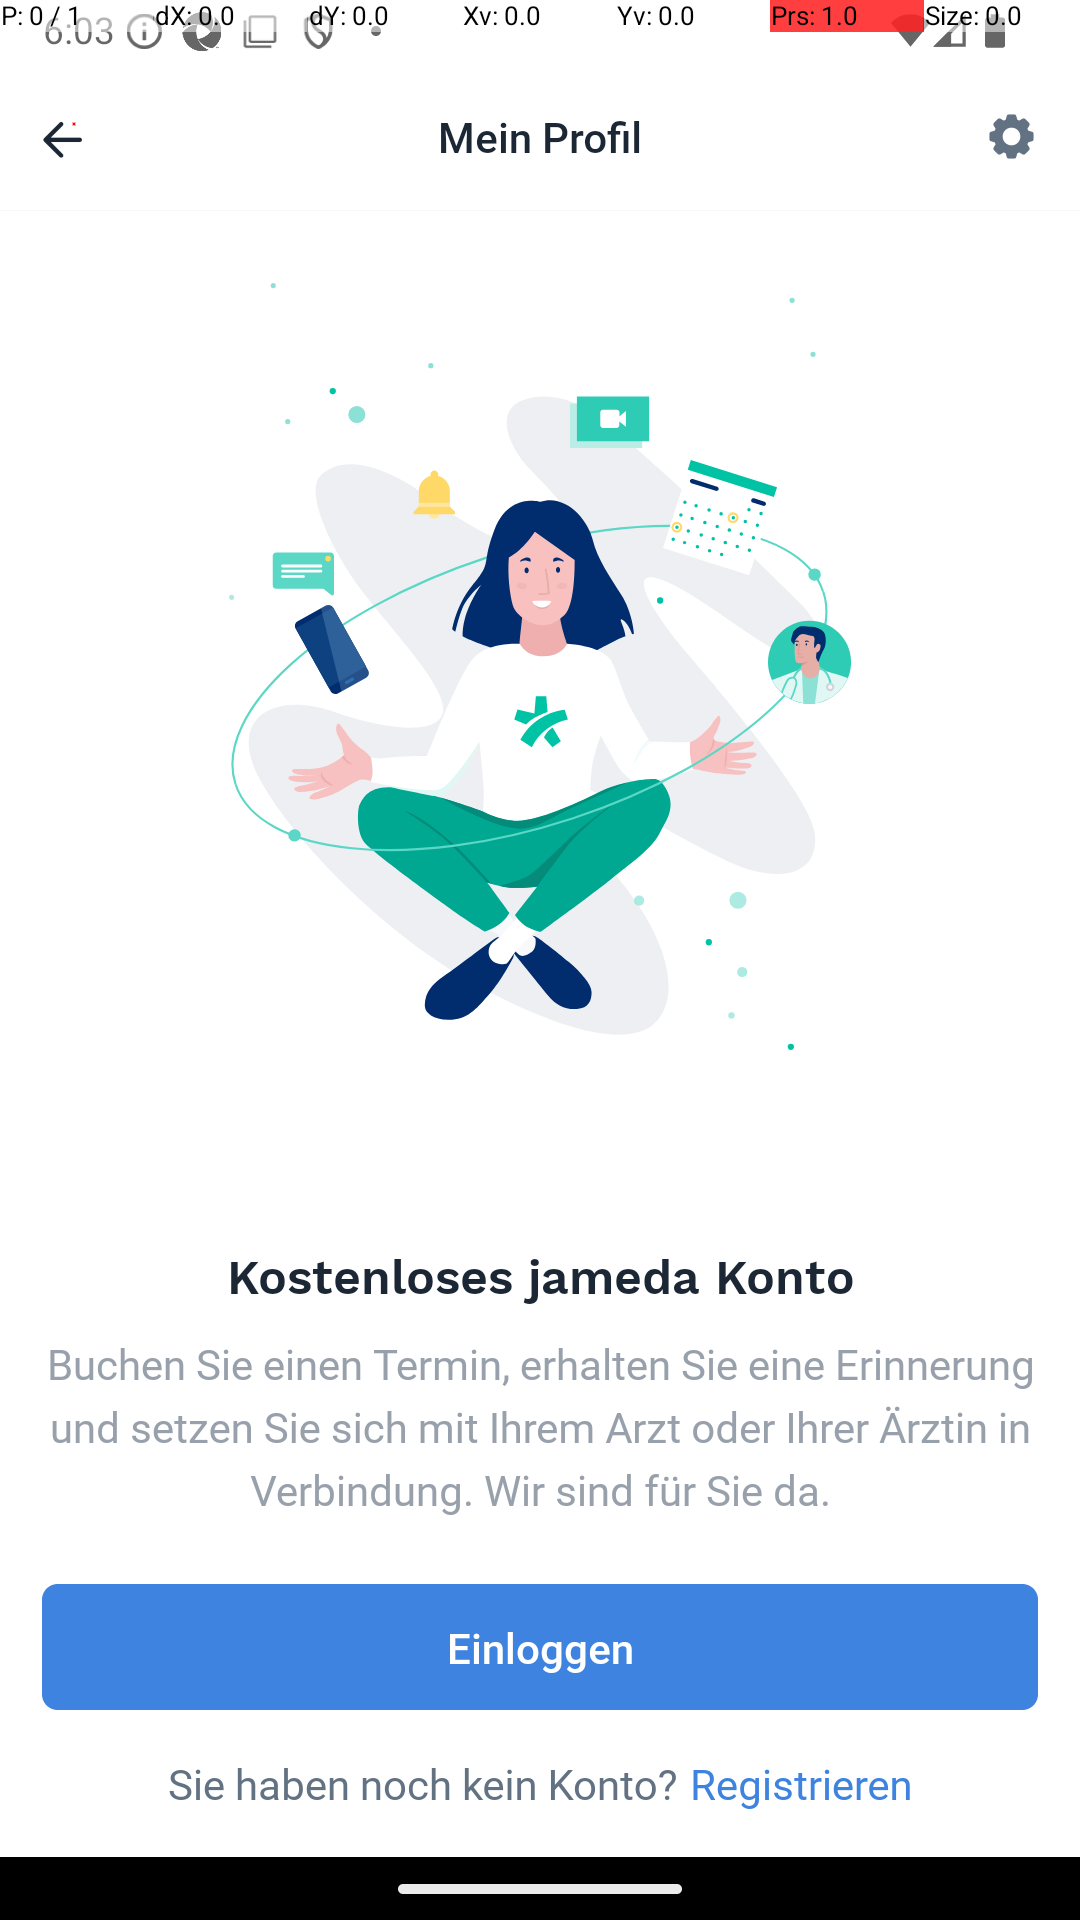 P: 0 / 1 dX: 0.0 dY: 0.0 Xv: 0.0 Yv: 0.0 Prs: 1.0 Size: 0.0
6:03
Mein Profil
Kostenloses jameda Konto
Buchen Sie einen Termin, erhalten Sie eine Erinnerung
und setzen Sie sich mit Ihrem Arzt oder Ihrer Ärztin in
Verbindung. Wir sind für Sie da.
Einloggen
Sie haben noch kein Konto? Registrieren